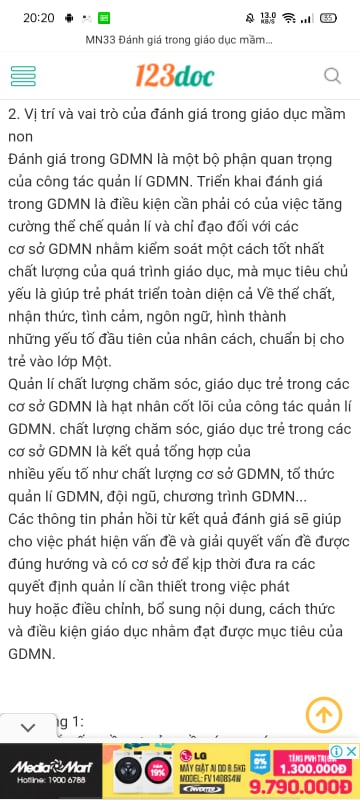 20:20
13.0
KB/S
35
MN33 Đánh giá trong giáo dục mầm...
123doc
2. Vị trí và vai trò của đánh giá trong giáo dục mầm
non
Đánh giá trong GDMN là một bộ phận quan trọng
của công tác quản lí GDMN. Triển khai đánh giá
trong GDMN là điều kiện cần phải có của việc tăng
cường thể chế quản lí và chỉ đạo đối với các
cơ sở GDMN nhằm kiểm soát một cách tốt nhất
chất lượng của quá trình giáo dục, mà mục tiêu chủ
yếu là giúp trẻ phát triển toàn diện cả Về thể chất,
nhận thức, tình cảm, ngôn ngữ, hình thành
những yếu tố đầu tiên của nhân cách, chuẩn bị cho
trẻ vào lớp Một.
Quản lí chất lượng chăm sóc, giáo dục trẻ trong các
cơ sở GDMN là hạt nhân cốt lõi của công tác quản lí
GDMN. chất lượng chăm sóc, giáo dục trẻ trong các
cơ sở GDMN là kết quả tổng hợp của
nhiều yếu tố như chất lượng cơ sở GDMN, tổ thức
quản lí GDMN, đội ngũ, chương trình GDMN...
Các thông tin phản hồi từ kết quả đánh giá sẽ giúp
cho việc phát hiện vấn đề và giải quyết vấn đề được
đúng hướng và có cơ sở để kịp thời đưa ra các
quyết định quản lí cần thiết trong việc phát
huy hoặc điều chỉnh, bổ sung nội dung, cách thức
và điều kiện giáo dục nhằm đạt được mục tiêu của
GDMN.
ng 1:
MediaMart
Hotline: 1900 6788
19%
LG
MÁY GIẶT AI DD 8.5KG
MODEL: FV1408S4W
INVERTER
0%
1.300.000Đ
9.790.000Đ